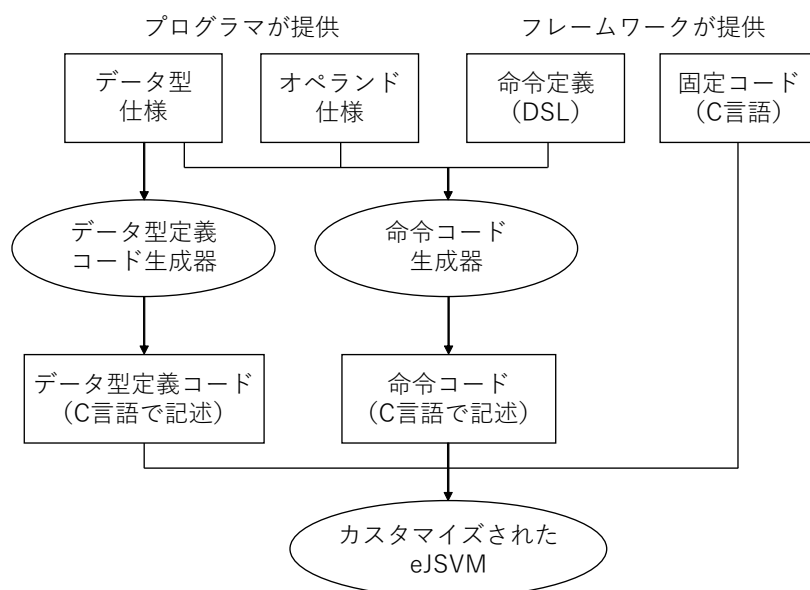 プログラマが提供
フレームワークが提供
データ型
仕様
オペランド
仕様
命令定義
（DSL）
固定コード
（C言語）
データ型定義
コード生成器
命令コード
生成器
データ型定義コード
（C言語で記述）
命令コード
（C言語で記述）
カスタマイズされた
eJSVM